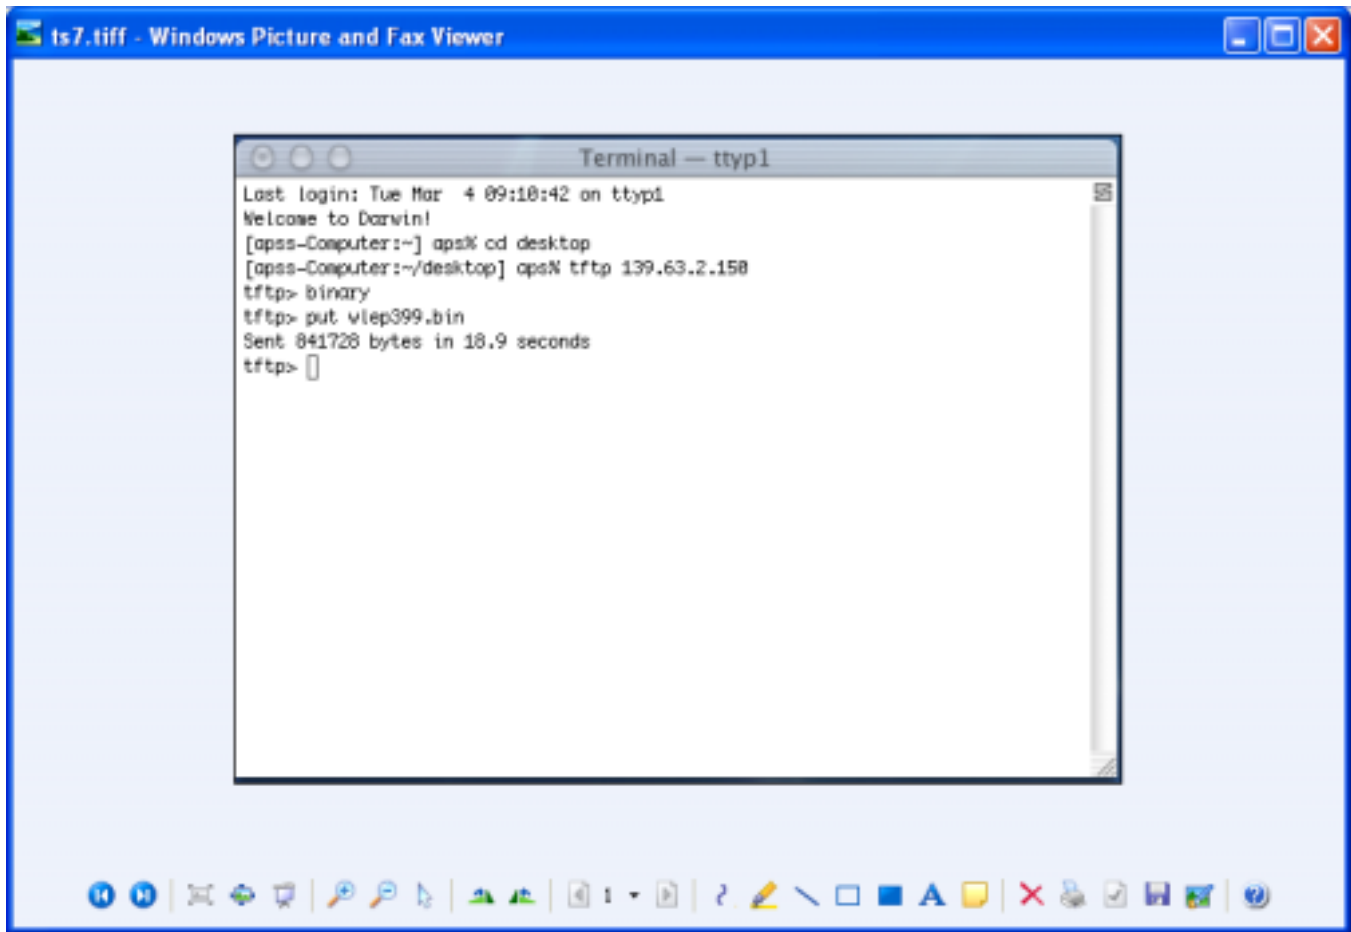 ts7.tiff - Windows Picture and Fax Viewer
Terminal — ttyp1
Last login: Tue Mar  4 09:10:42 on ttyp1
Welcome to Darwin!
[apss-Computer:~] aps% cd desktop
[apss-Computer:~/desktop] aps% tftp 139.63.2.150
tftp> binary
tftp> put vlep399.bin
Sent 841728 bytes in 18.9 seconds
tftp>
1